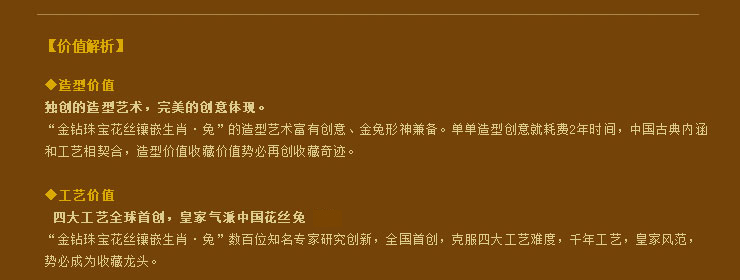 【价值解析】
◆造型价值
独创的造型艺术，完美的创意体现。
“金钻珠宝花丝镶嵌生肖·兔”的造型艺术富有创意、金兔形神兼备。单单造型创意就耗费2年时间，中国古典内涵
和工艺相契合，造型价值收藏价值势必再创收藏奇迹。
◆工艺价值
四大工艺全球首创，皇家气派中国花丝兔
“金钻珠宝花丝镶嵌生肖·兔”数百位知名专家研究创新，全国首创，克服四大工艺难度，千年工艺，皇家风范，
势必成为收藏龙头。